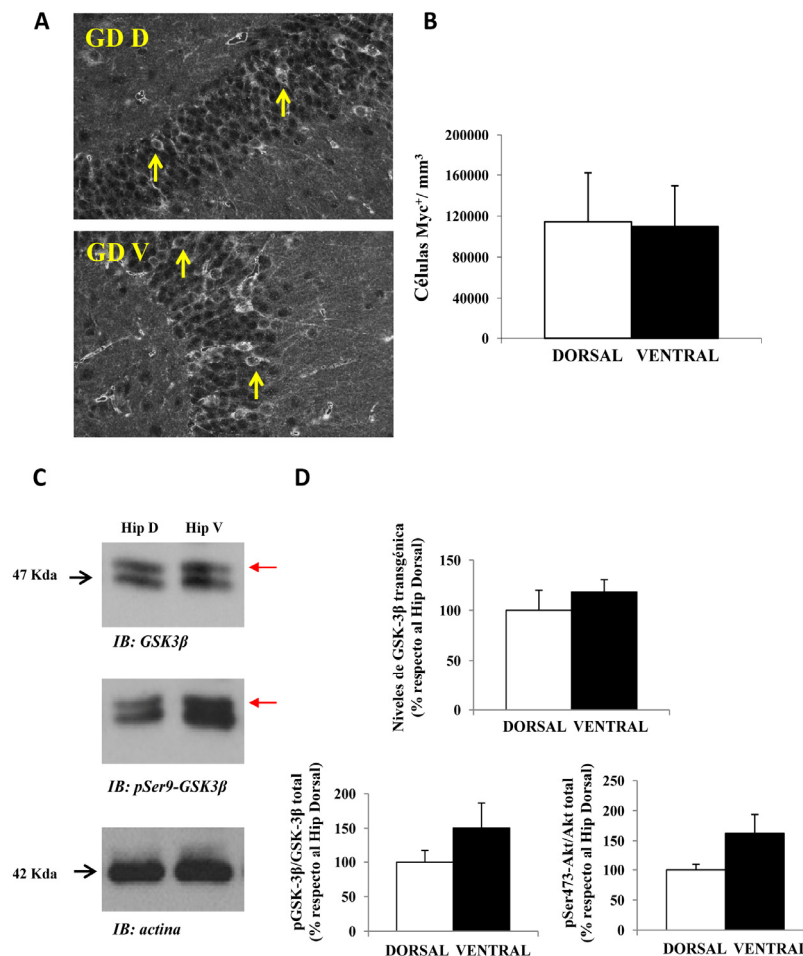 A
GD D
GD V
B
Células Myc⁺/ mm³
200000
160000
120000
80000
40000
0
DORSAL VENTRAL
C
Hip D Hip V
47 Kda
IB: GSK3β
IB: pSer9-GSK3β
42 Kda
IB: actina
D
Niveles de GSK-3β transgénica
(% respecto al Hip Dorsal)
150
100
50
0
DORSAL VENTRAL
pGSK-3β/GSK-3β total
(% respecto al Hip Dorsal)
200
150
100
50
0
DORSAL VENTRAL
pSer473-Akt/Akt total
(% respecto al Hip Dorsal)
250
200
150
100
50
0
DORSAL VENTRAL